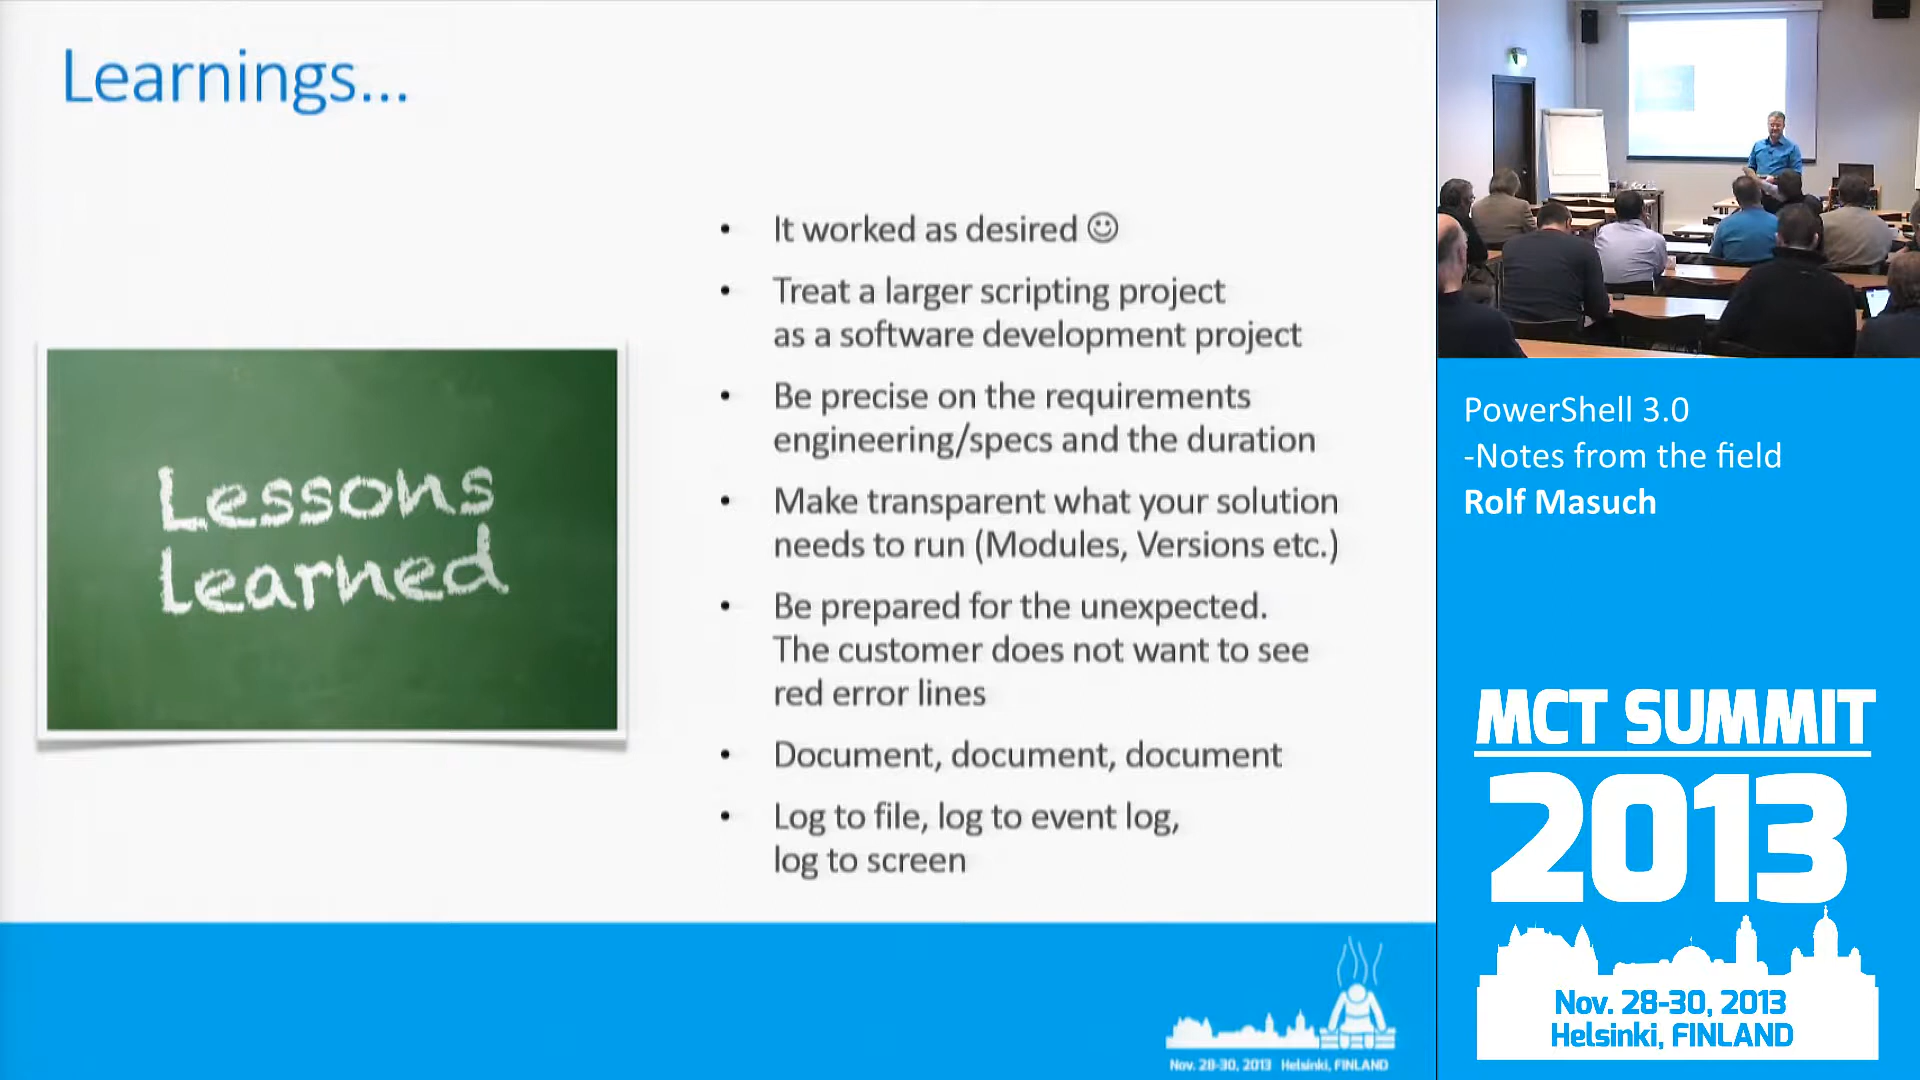 Learnings...
Lessons
Learned
• It worked as desired ☺
• Treat a larger scripting project
as a software development project
• Be precise on the requirements
engineering/specs and the duration
• Make transparent what your solution
needs to run (Modules, Versions etc.)
• Be prepared for the unexpected.
The customer does not want to see
red error lines
• Document, document, document
• Log to file, log to event log,
log to screen
Nov. 28-30, 2013 Helsinki, FINLAND
PowerShell 3.0
-Notes from the field
Rolf Masuch
MCT SUMMIT
2013
Nov. 28-30, 2013
Helsinki, FINLAND